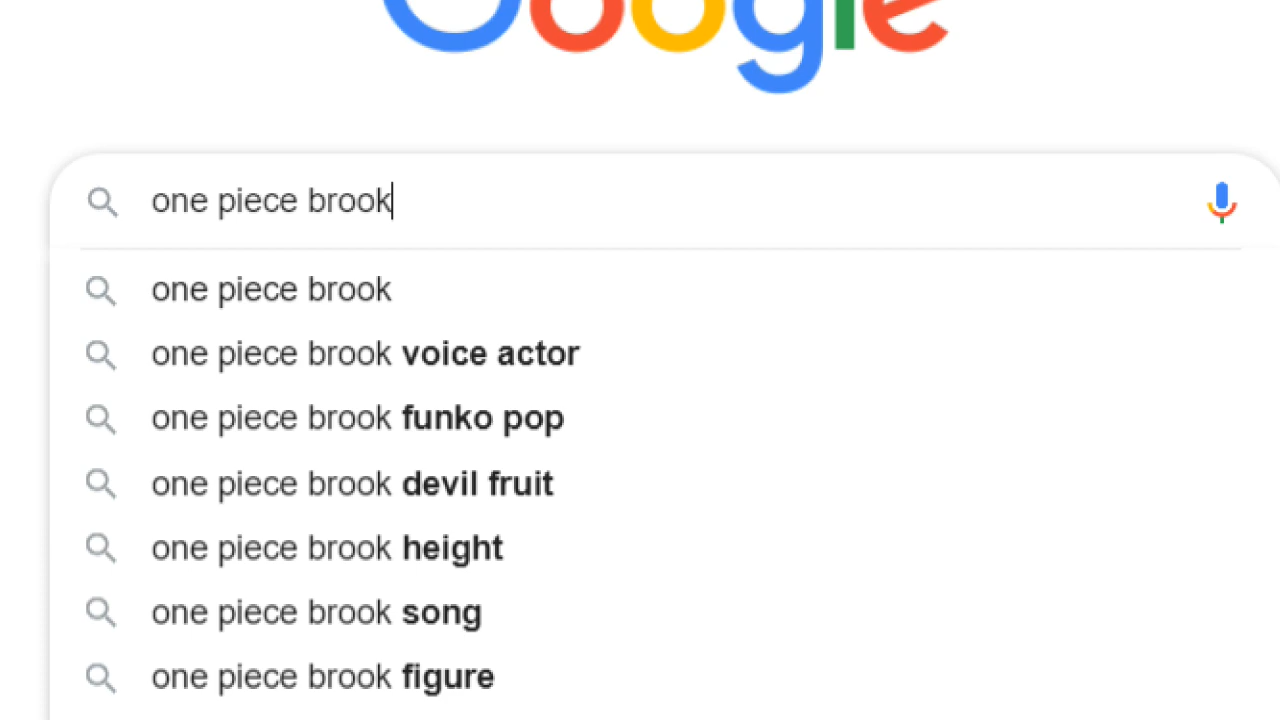 Google
one piece brook
one piece brook
one piece brook voice actor
one piece brook funko pop
one piece brook devil fruit
one piece brook height
one piece brook song
one piece brook figure